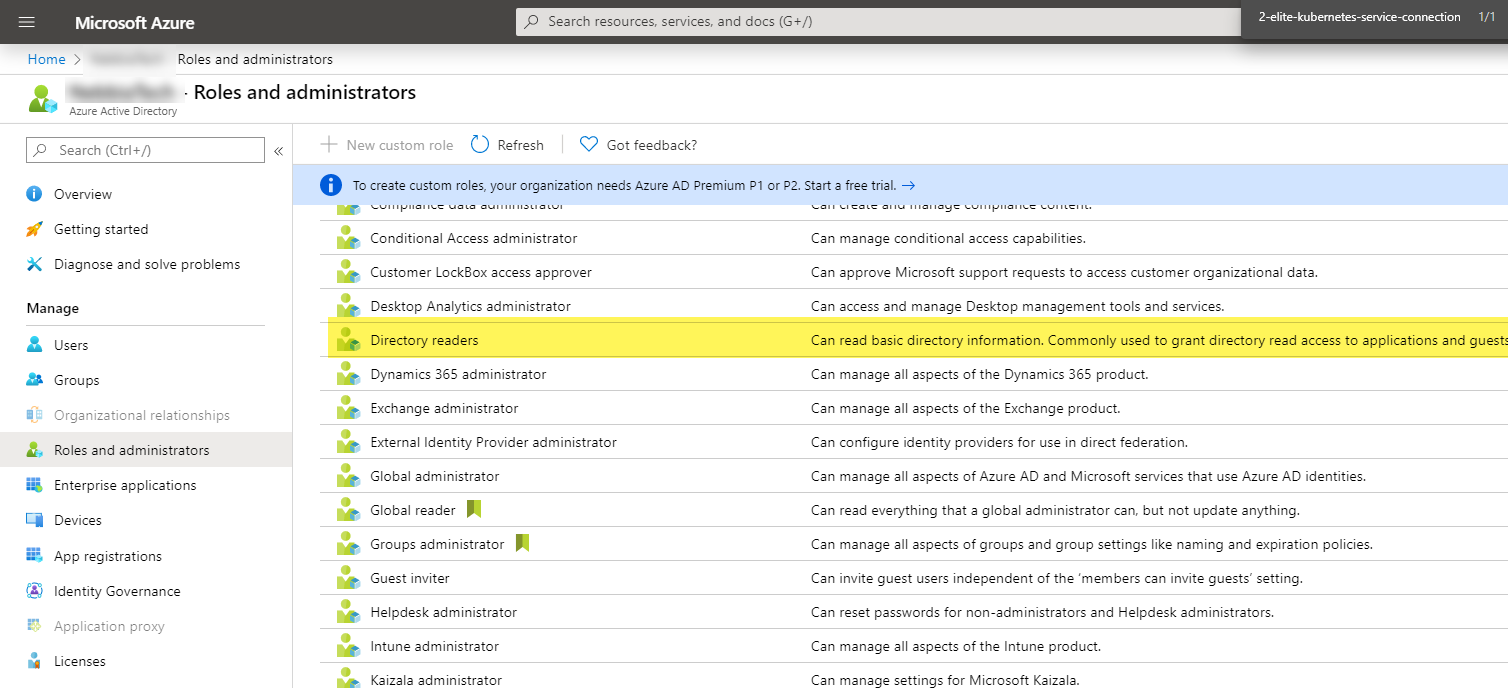 Microsoft Azure
Search resources, services, and docs (G+/)
2-elite-kubernetes-service-connection 1/1
Home > Roles and administrators
- Roles and administrators
Azure Active Directory
Search (Ctrl+/)
«
Overview
Getting started
Diagnose and solve problems
Manage
Users
Groups
Organizational relationships
Roles and administrators
Enterprise applications
Devices
App registrations
Identity Governance
Application proxy
Licenses
New custom role Refresh Got feedback?
To create custom roles, your organization needs Azure AD Premium P1 or P2. Start a free trial. →
Compliance data administrator Can create and manage compliance content.
Conditional Access administrator Can manage conditional access capabilities.
Customer LockBox access approver Can approve Microsoft support requests to access customer organizational data.
Desktop Analytics administrator Can access and manage Desktop management tools and services.
Directory readers Can read basic directory information. Commonly used to grant directory read access to applications and guests
Dynamics 365 administrator Can manage all aspects of the Dynamics 365 product.
Exchange administrator Can manage all aspects of the Exchange product.
External Identity Provider administrator Can configure identity providers for use in direct federation.
Global administrator Can manage all aspects of Azure AD and Microsoft services that use Azure AD identities.
Global reader Can read everything that a global administrator can, but not update anything.
Groups administrator Can manage all aspects of groups and group settings like naming and expiration policies.
Guest inviter Can invite guest users independent of the ‘members can invite guests’ setting.
Helpdesk administrator Can reset passwords for non-administrators and Helpdesk administrators.
Intune administrator Can manage all aspects of the Intune product.
Kaizala administrator Can manage settings for Microsoft Kaizala.